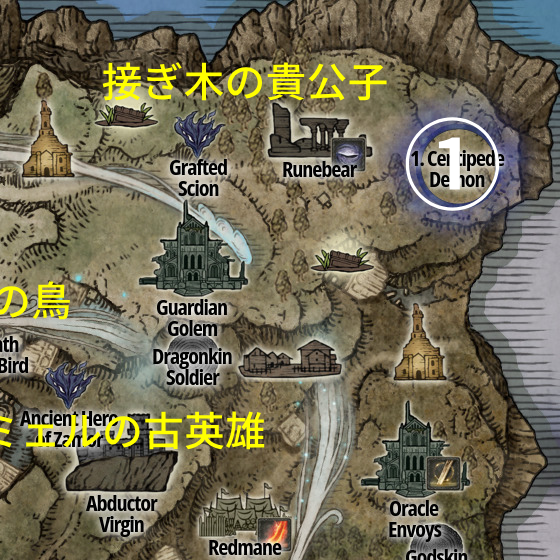 接ぎ木の貴公子
Grafted
Scion
Runebear
1. Centipede
Demon
1
Guardian
Golem
の鳥
Bird
Dragonkin
Soldier
ミエルの古英雄
Abductor
Virgin
Oracle
Envoys
Redmane
Godskin